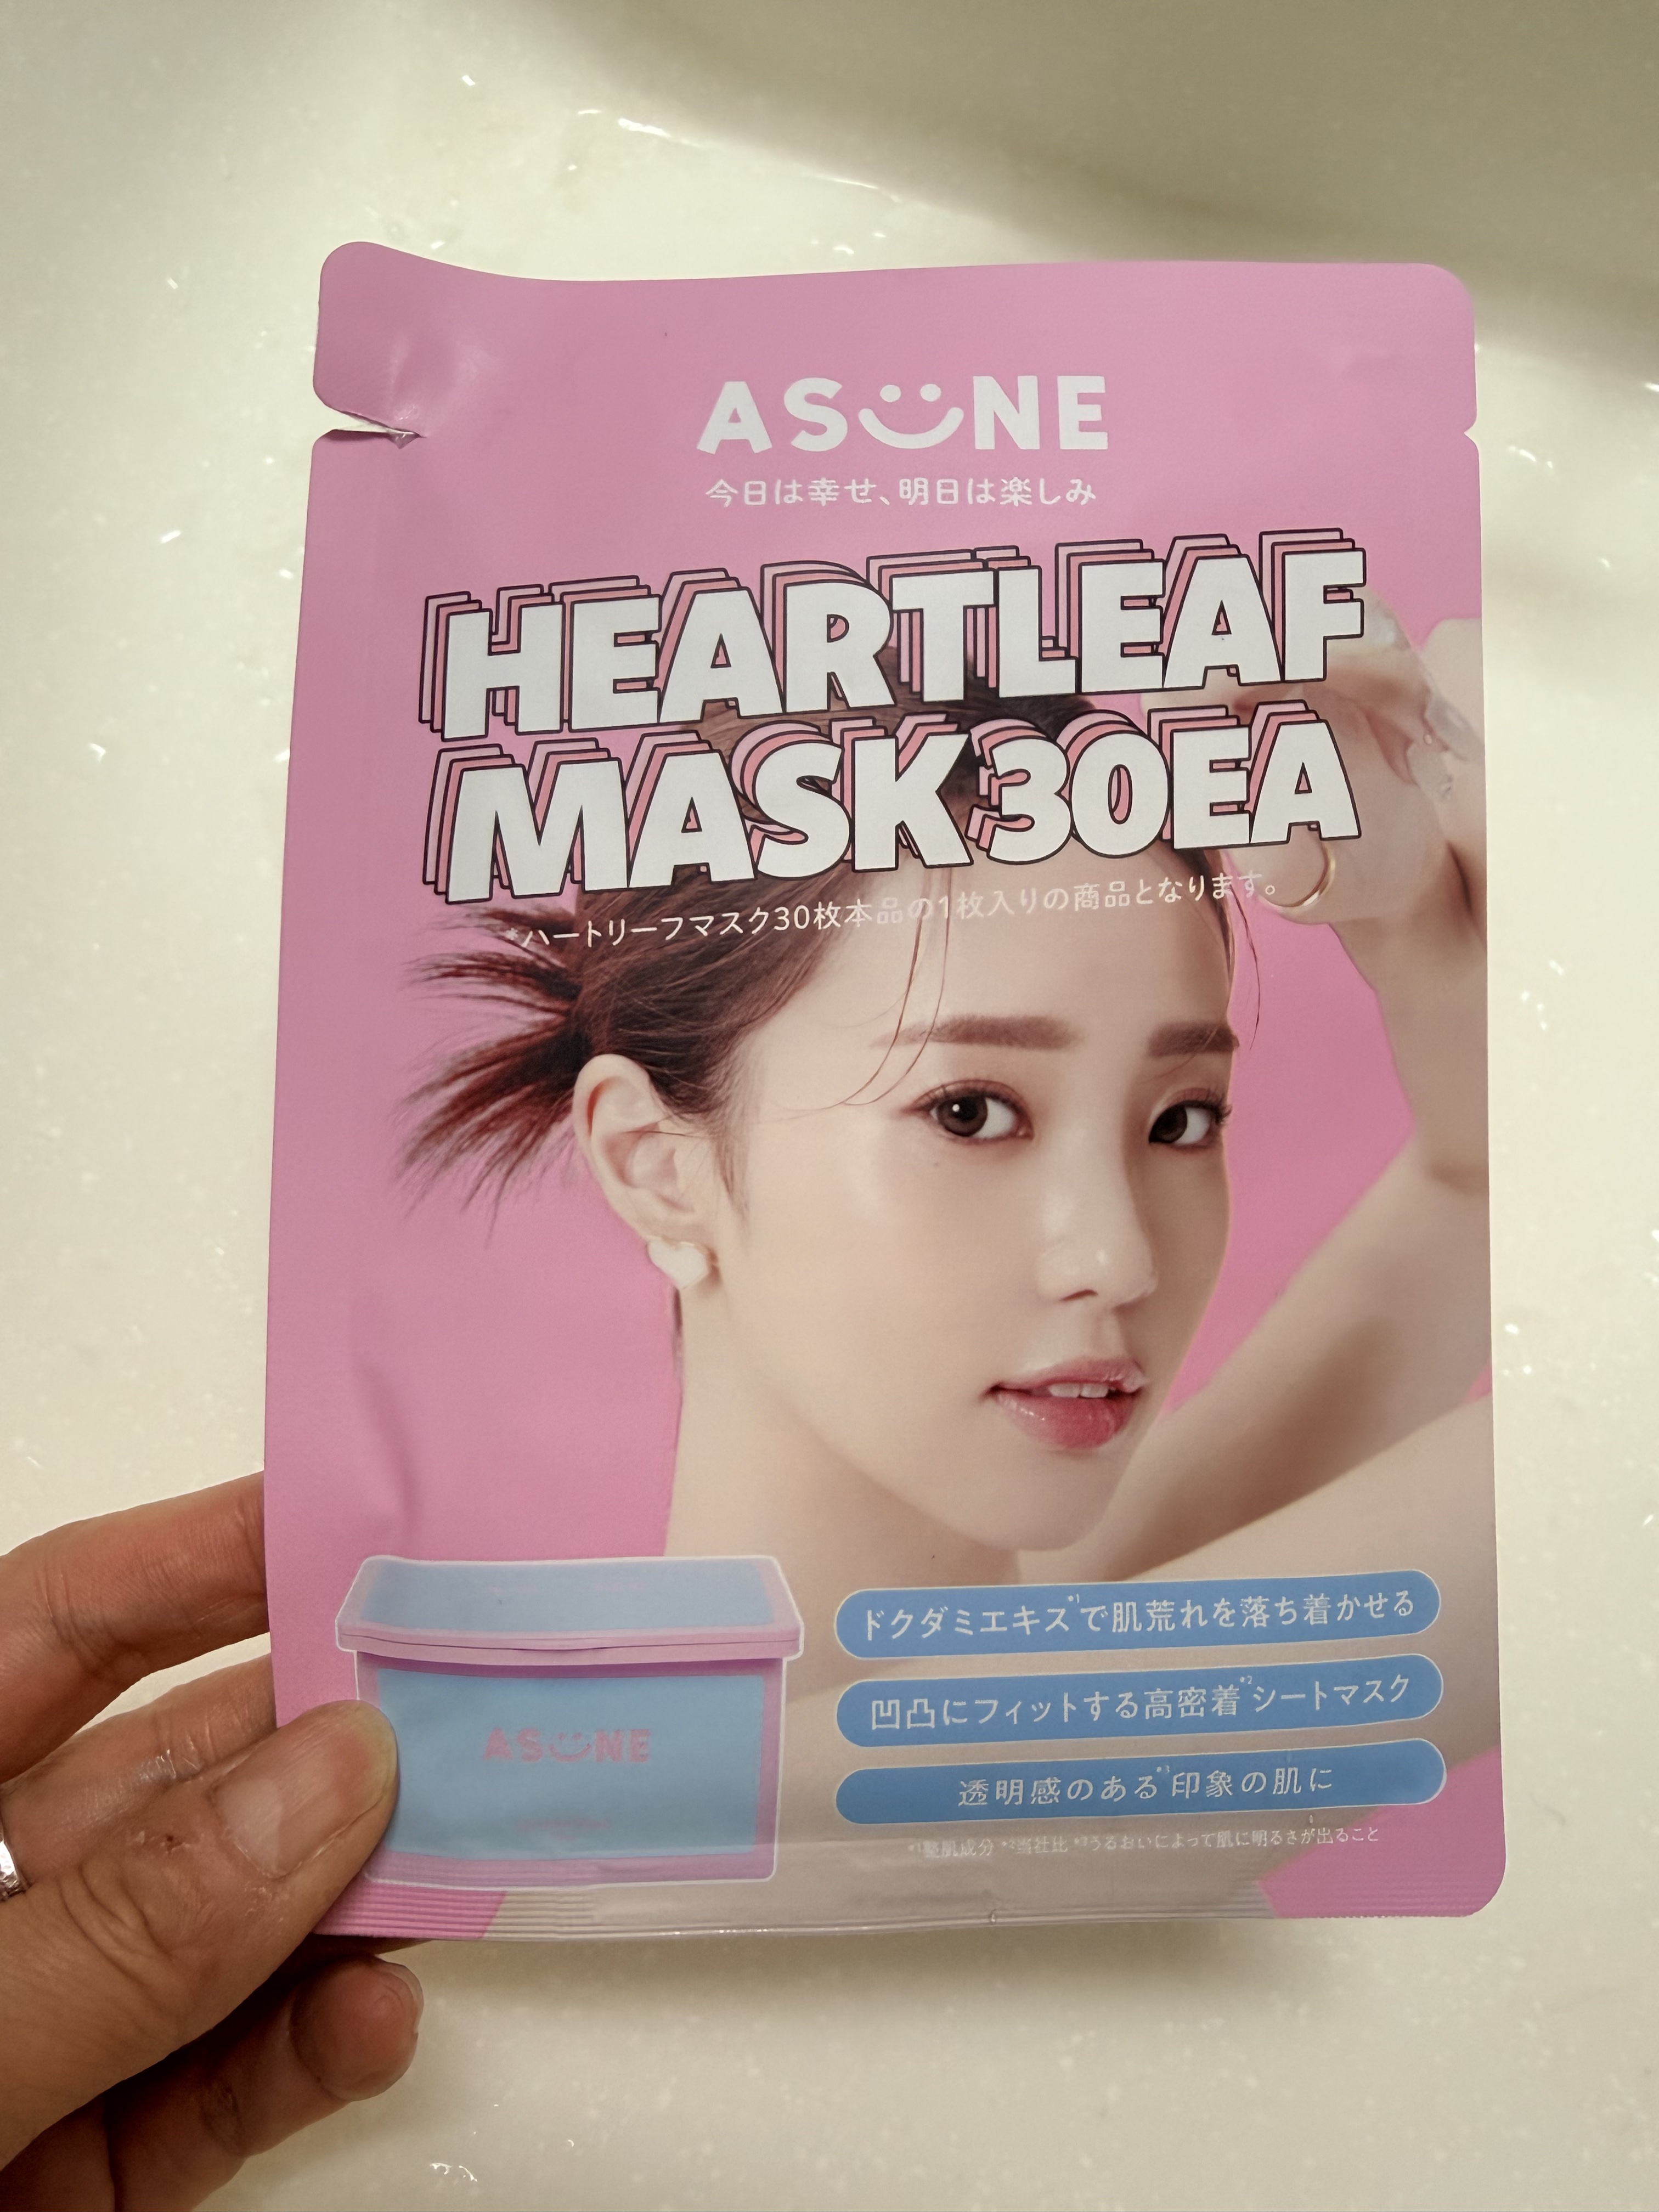 ASUNE
今日は幸せ、明日は楽しみ
HEARTLEAF
MASK 30EA
*ハートリーフマスク30枚本品の1枚入りの商品となります。
ドクダミエキス*1で肌荒れを落ち着かせる
凹凸にフィットする高密着*2シートマスク
透明感のある*3印象の肌に
*1整肌成分 *2当社比 *3うるおいによって肌に明るさが出ること
ASUNE